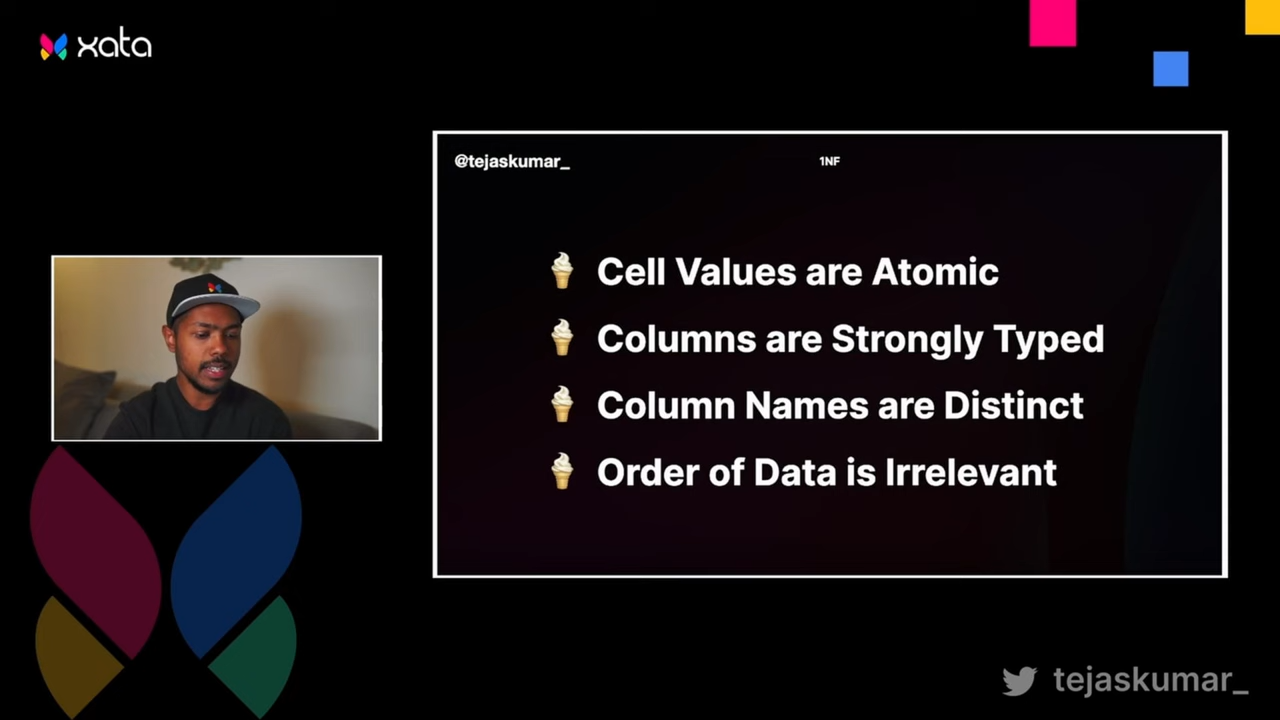 xata
@tejaskumar_
1NF
Cell Values are Atomic
Columns are Strongly Typed
Column Names are Distinct
Order of Data is Irrelevant
tejaskumar_